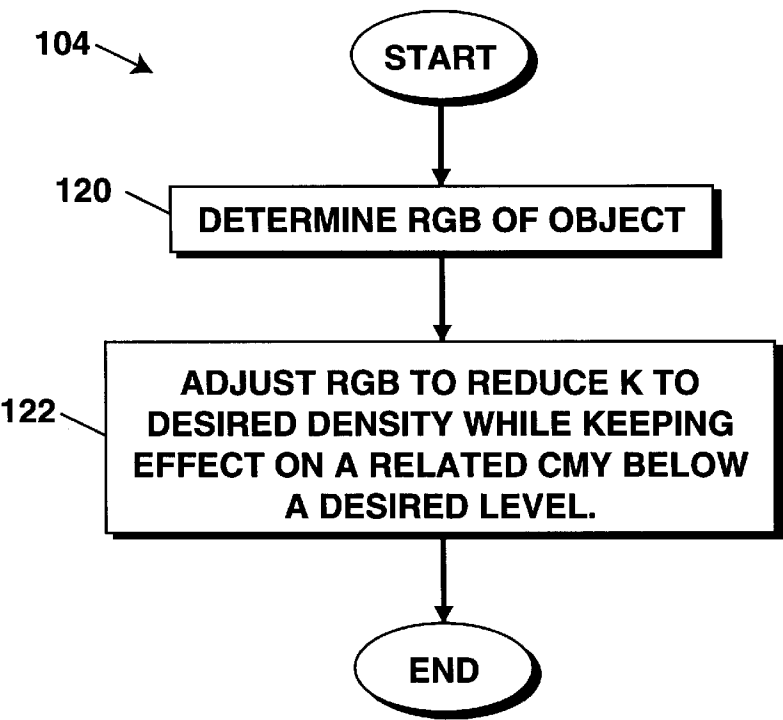 104
START
120
DETERMINE RGB OF OBJECT
122
ADJUST RGB TO REDUCE K TO
DESIRED DENSITY WHILE KEEPING
EFFECT ON A RELATED CMY BELOW
A DESIRED LEVEL.
END